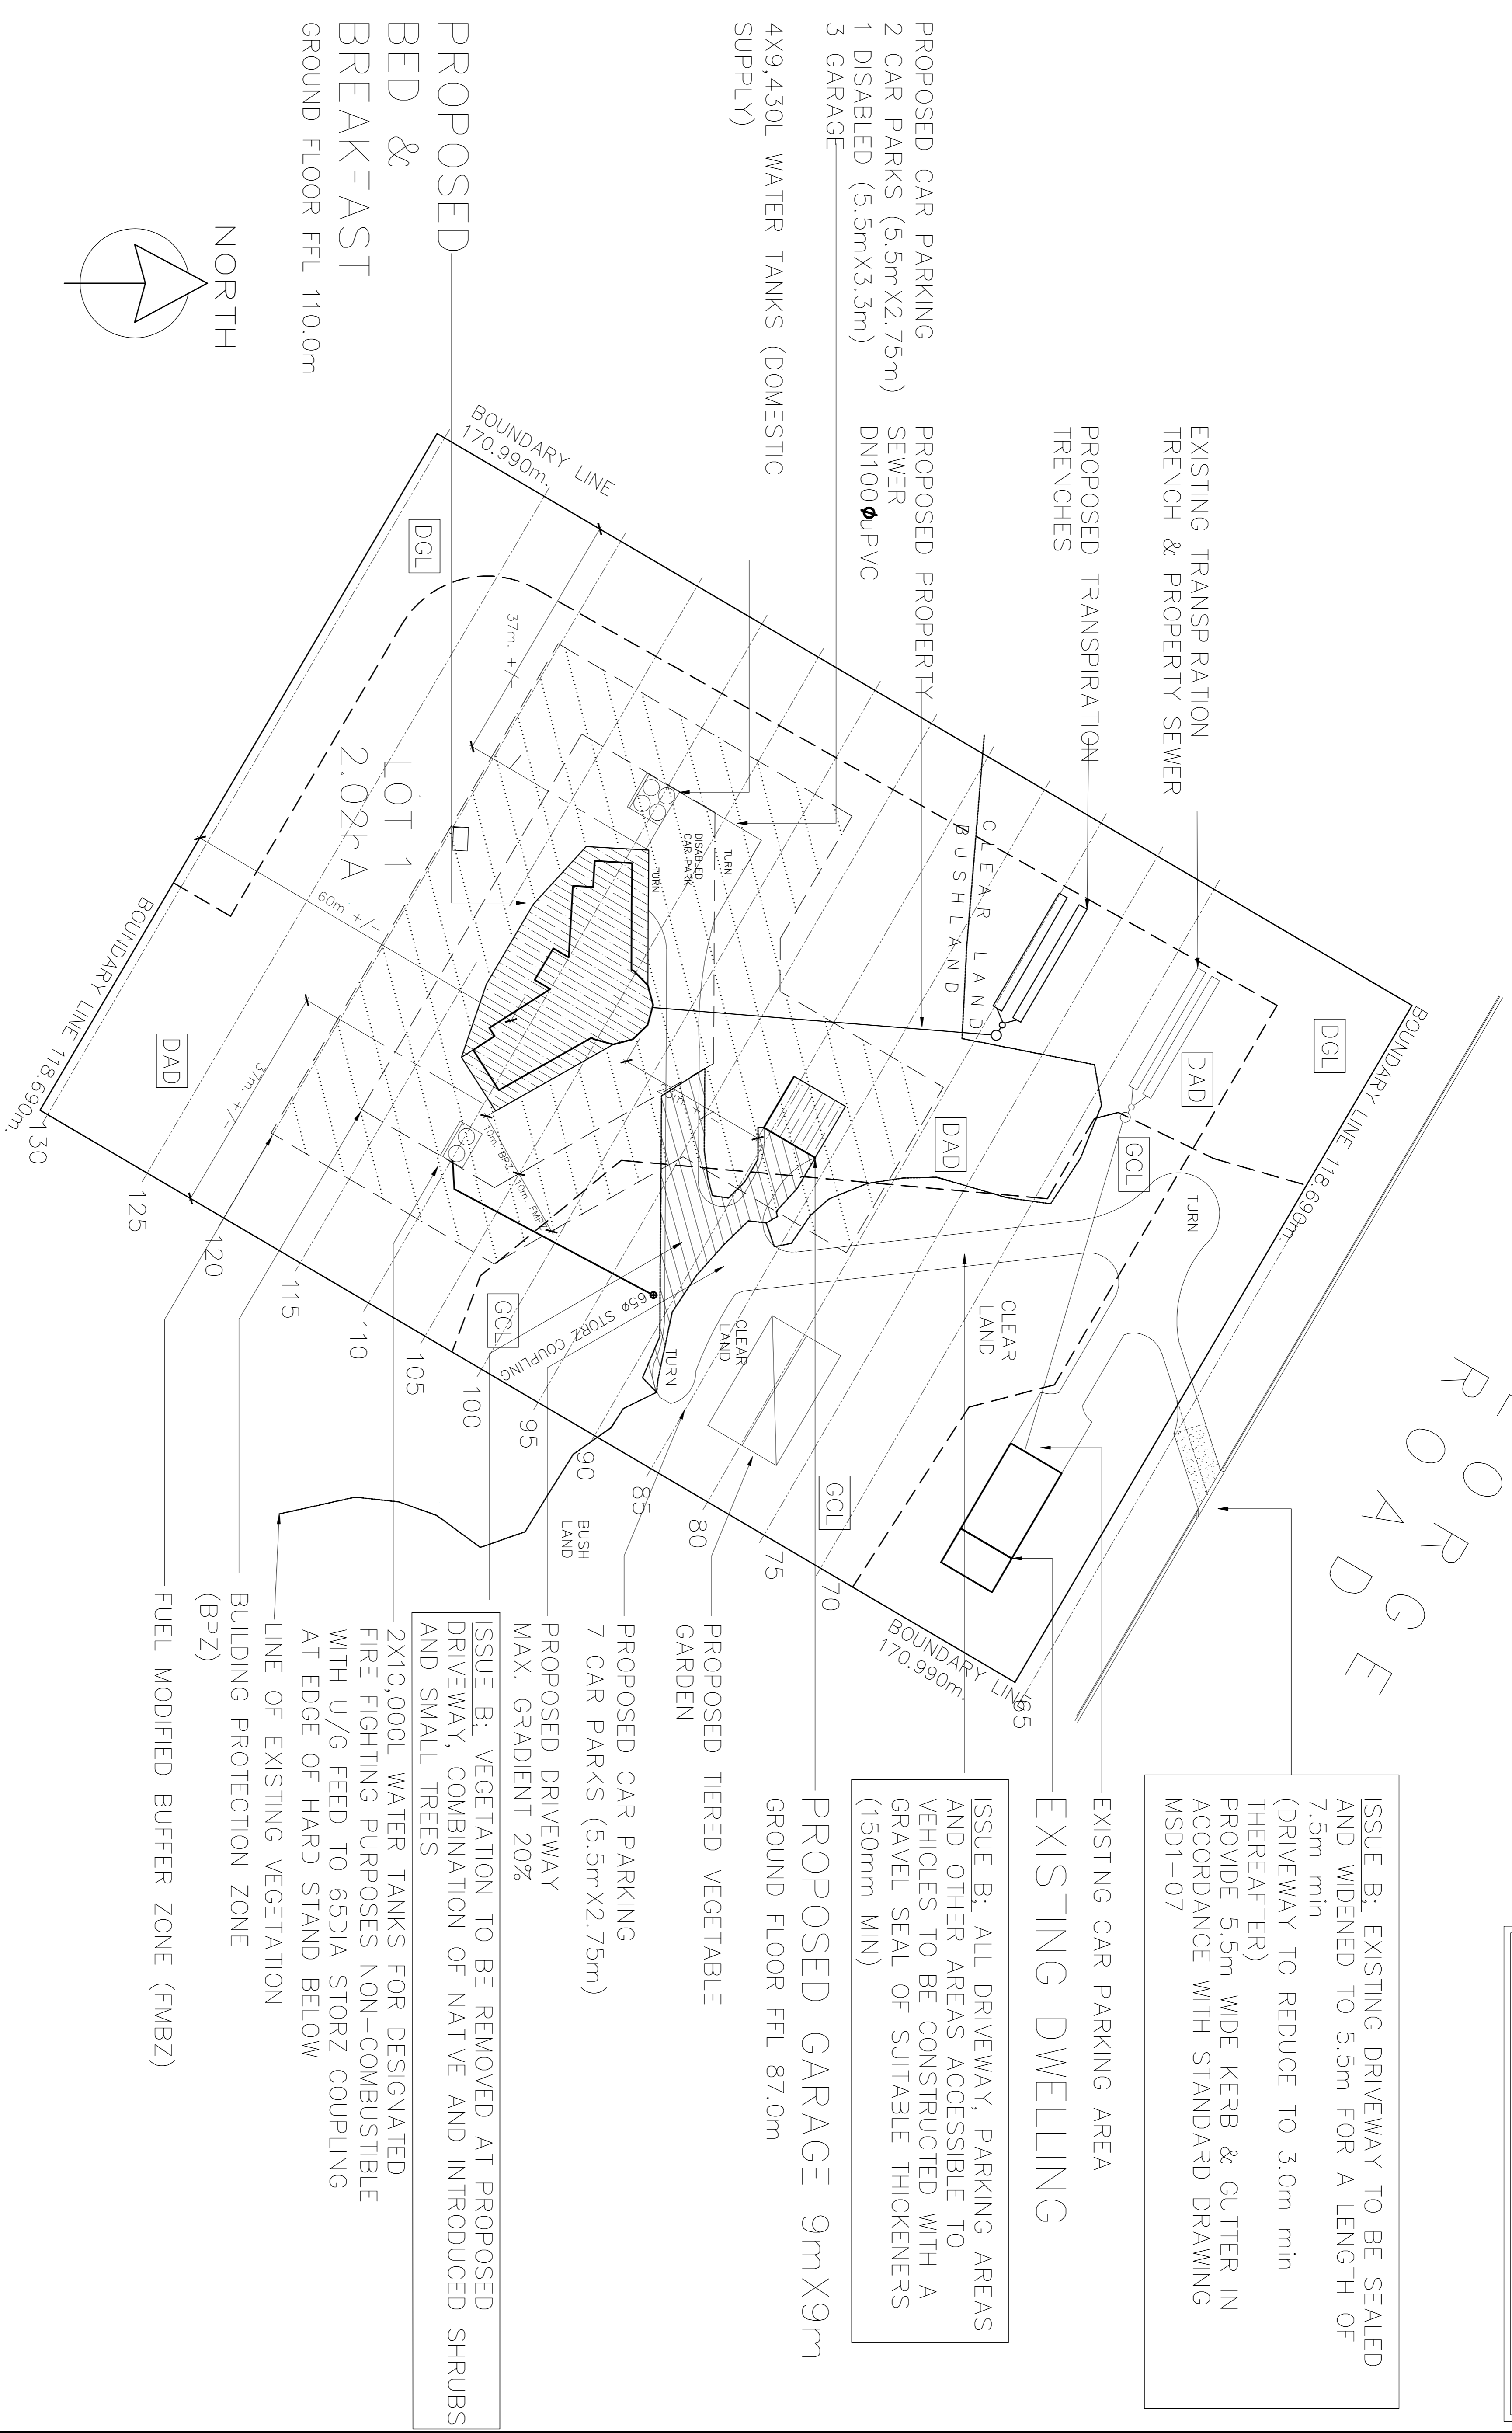 PROPOSED CAR PARKING
2 CAR PARKS (5.5mX2.75m)
1 DISABLED (5.5mX3.3m)
3 GARAGE
4X9,430L WATER TANKS (DOMESTIC
SUPPLY)
PROPOSED
BED &
BREAKFAST
GROUND FLOOR FFL 110.0m
NORTH
EXISTING TRANSPIRATION
TRENCH & PROPERTY SEWER
PROPOSED TRANSPIRATION
TRENCHES
PROPOSED PROPERTY
SEWER
DN100ØuPVC
BOUNDARY LINE
170.990m.
DGL
37m. +/-
LOT 1
2.02hA
60m +/-
BOUNDARY LINE 118.690m.
DAD
37m. +/-
DISABLED
CAR PARK
TURN
TURN
CLEAR LAND
BUSHLAND
10m. BPZ
DAD
DGL
DAD
GCL
BOUNDARY LINE 118.690m.
TURN
CLEAR
LAND
CLEAR
LAND
TURN
65ø STORZ COUPLING
GCL
GCL
BUSH
LAND
130
125
120
115
110
105
100
95
90
85
80
75
70
65
BOUNDARY LINE
170.990m.
ROAD
ISSUE B; EXISTING DRIVEWAY TO BE SEALED
AND WIDENED TO 5.5m FOR A LENGTH OF
7.5m min
(DRIVEWAY TO REDUCE TO 3.0m min
THEREAFTER)
PROVIDE 5.5m WIDE KERB & GUTTER IN
ACCORDANCE WITH STANDARD DRAWING
MSD1-07
EXISTING CAR PARKING AREA
EXISTING DWELLING
ISSUE B; ALL DRIVEWAY, PARKING AREAS
AND OTHER AREAS ACCESSIBLE TO
VEHICLES TO BE CONSTRUCTED WITH A
GRAVEL SEAL OF SUITABLE THICKENERS
(150mm MIN)
PROPOSED GARAGE 9mX9m
GROUND FLOOR FFL 87.0m
PROPOSED TIERED VEGETABLE
GARDEN
PROPOSED CAR PARKING
7 CAR PARKS (5.5mX2.75m)
PROPOSED DRIVEWAY
MAX. GRADIENT 20%
ISSUE B; VEGETATION TO BE REMOVED AT PROPOSED
DRIVEWAY, COMBINATION OF NATIVE AND INTRODUCED SHRUBS
AND SMALL TREES
2X10,000L WATER TANKS FOR DESIGNATED
FIRE FIGHTING PURPOSES NON-COMBUSTIBLE
WITH U/G FEED TO 65DIA STORZ COUPLING
AT EDGE OF HARD STAND BELOW
LINE OF EXISTING VEGETATION
BUILDING PROTECTION ZONE
(BPZ)
FUEL MODIFIED BUFFER ZONE (FMBZ)